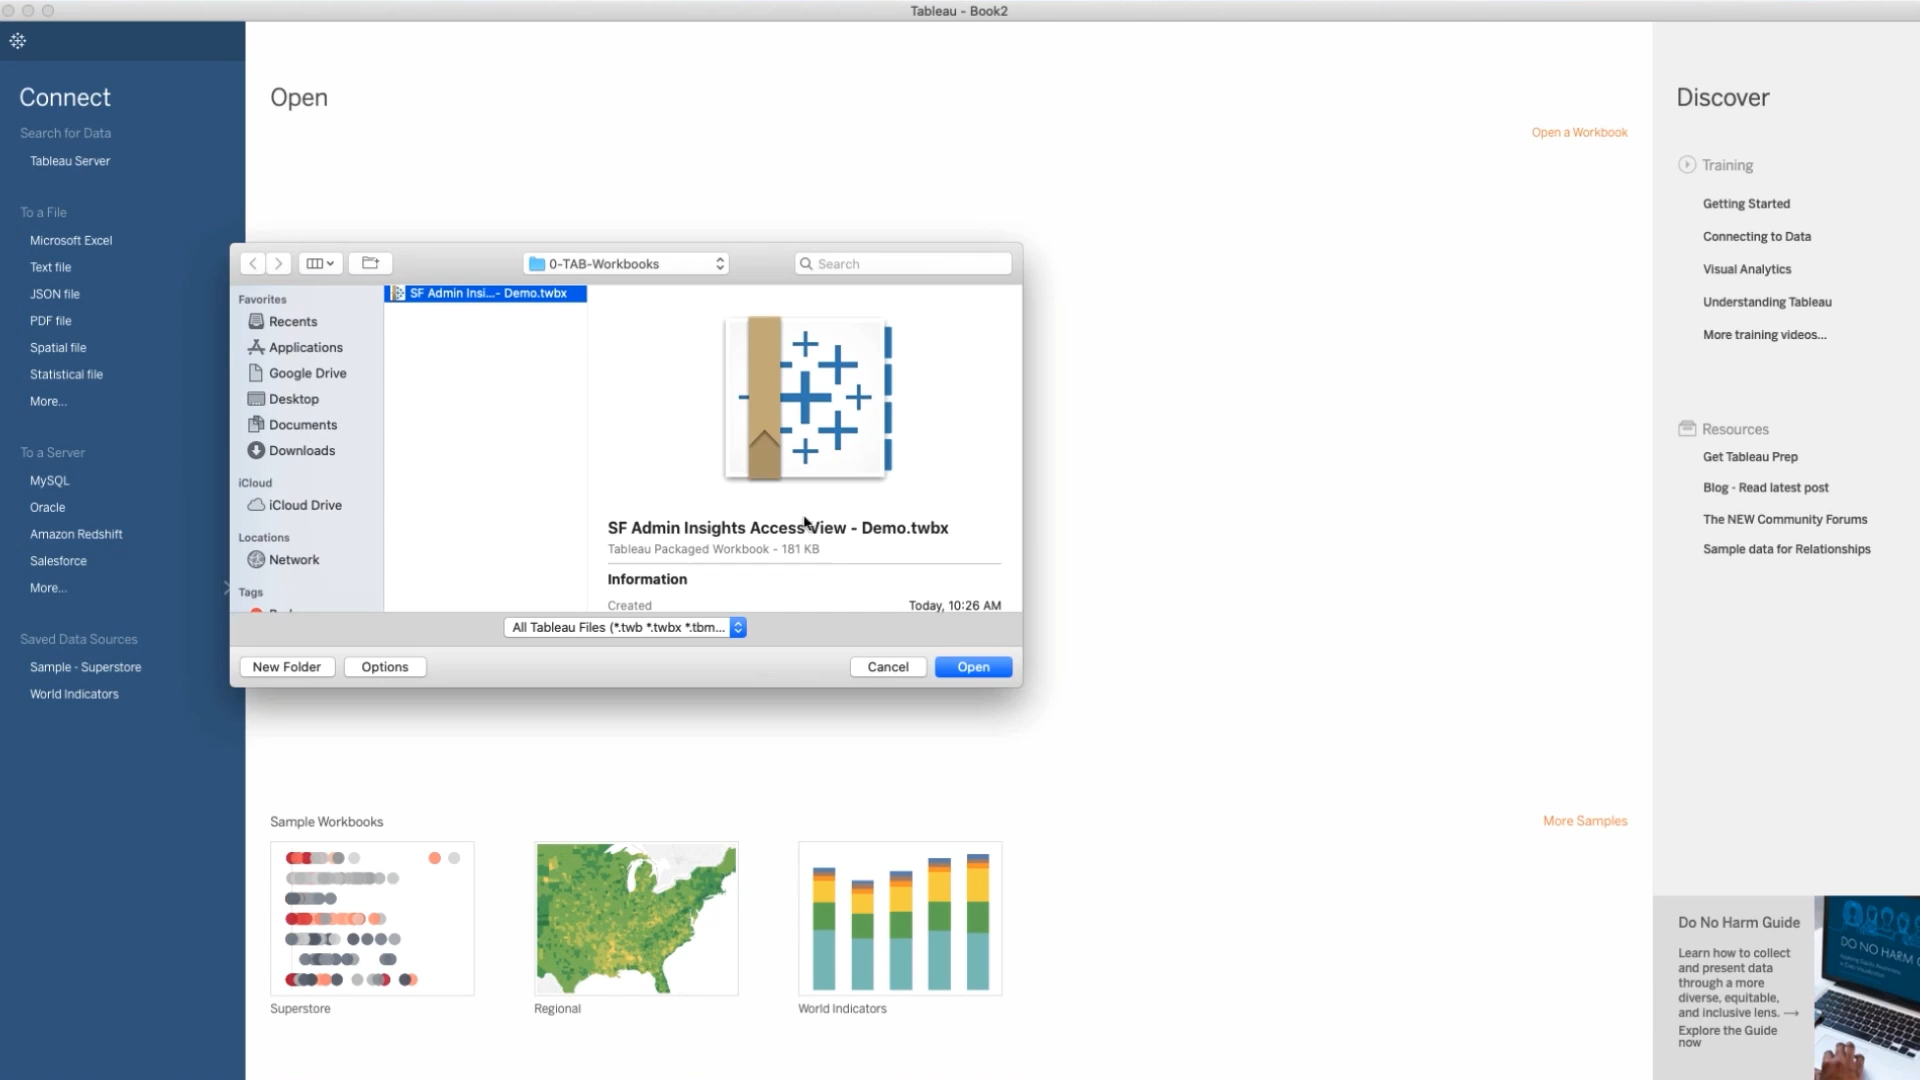 Tableau - Book2
Connect
Search for Data
Tableau Server
To a File
Microsoft Excel
Text file
JSON file
PDF file
Spatial file
Statistical file
More...
To a Server
MySQL
Oracle
Amazon Redshift
Salesforce
More...
Saved Data Sources
Sample - Superstore
World Indicators
Open
Open a Workbook
0-TAB-Workbooks
Search
Favorites
Recents
Applications
Google Drive
Desktop
Documents
Downloads
iCloud
iCloud Drive
Locations
Network
Tags
SF Admin Insi...- Demo.twbx
SF Admin Insights Access View - Demo.twbx
Tableau Packaged Workbook - 181 KB
Information
Created Today, 10:26 AM
All Tableau Files (*.twb *.twbx *.tbm...
New Folder
Options
Cancel
Open
Sample Workbooks
More Samples
Superstore
Regional
World Indicators
Discover
Training
Getting Started
Connecting to Data
Visual Analytics
Understanding Tableau
More training videos...
Resources
Get Tableau Prep
Blog - Read latest post
The NEW Community Forums
Sample data for Relationships
Do No Harm Guide
Learn how to collect
and present data
through a more
diverse, equitable,
and inclusive lens. →
Explore the Guide
now
DO NO HARM